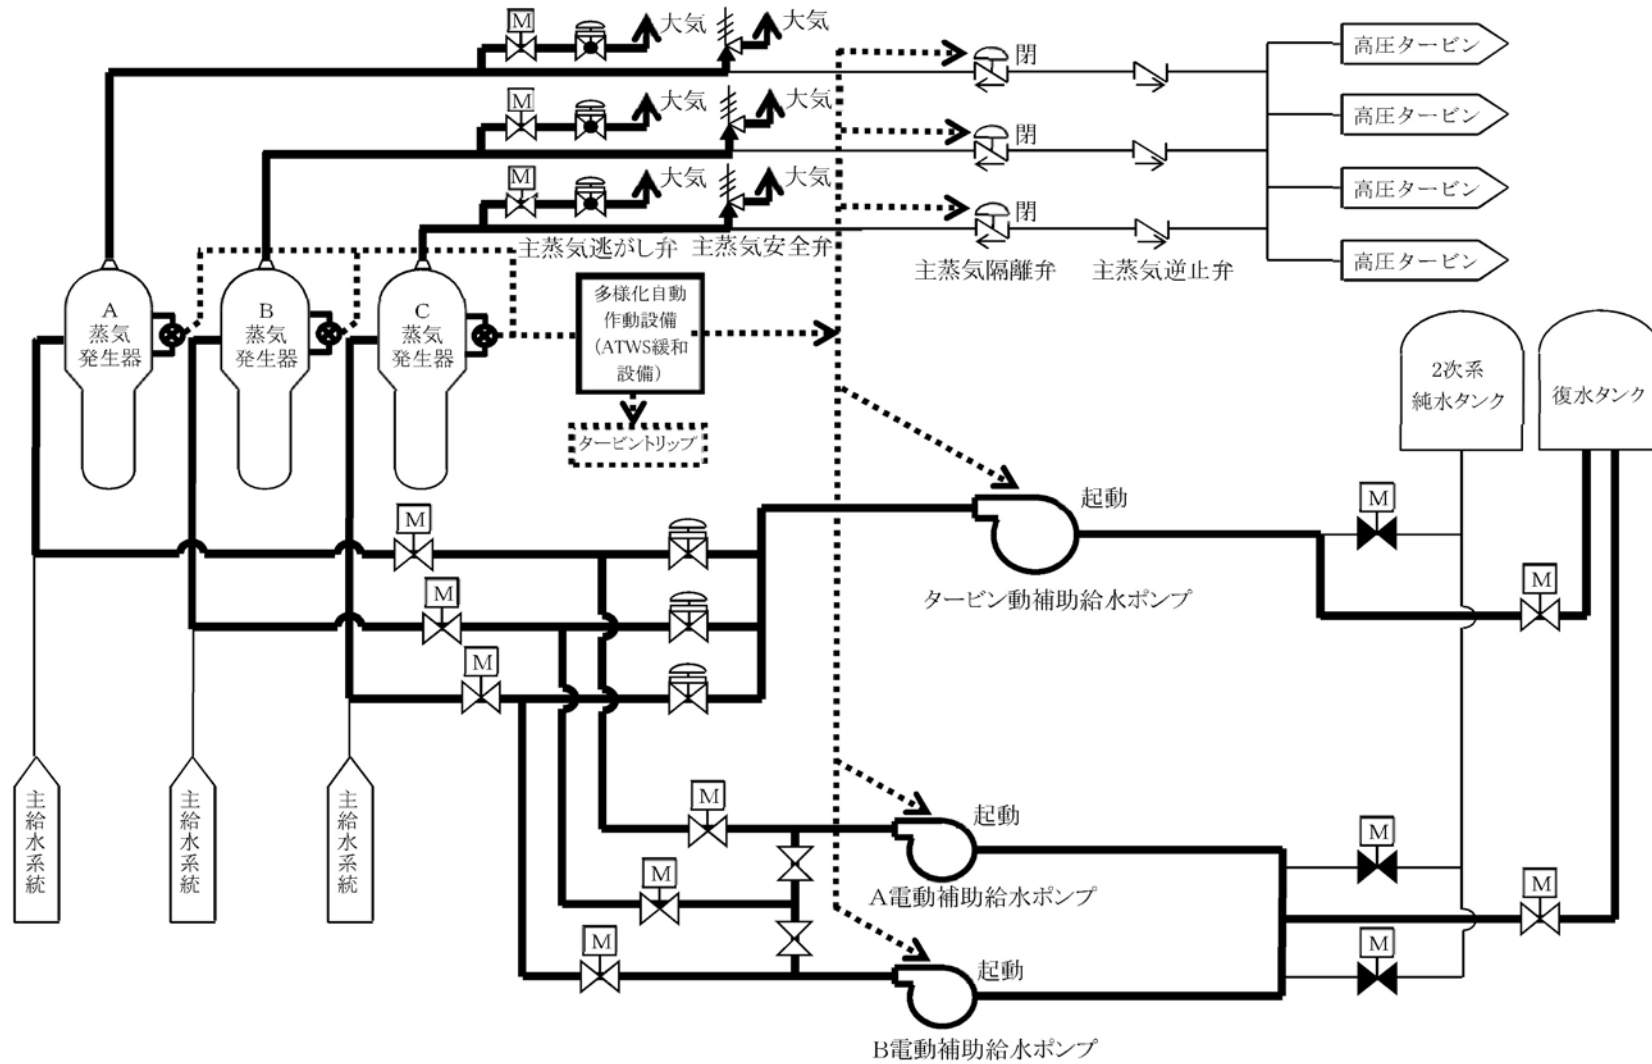 M
大気
大気
閉
高圧タービン
M
大気
大気
閉
高圧タービン
M
大気
大気
閉
高圧タービン
主蒸気逃がし弁
主蒸気安全弁
主蒸気隔離弁
主蒸気逆止弁
高圧タービン
A
蒸気
発生器
B
蒸気
発生器
C
蒸気
発生器
多様化自動
作動設備
(ATWS緩和
設備)
タービントリップ
2次系
純水タンク
復水タンク
M
起動
M
タービン動補助給水ポンプ
M
M
M
主給水系統
主給水系統
主給水系統
M
起動
M
A電動補助給水ポンプ
M
M
M
起動
M
B電動補助給水ポンプ